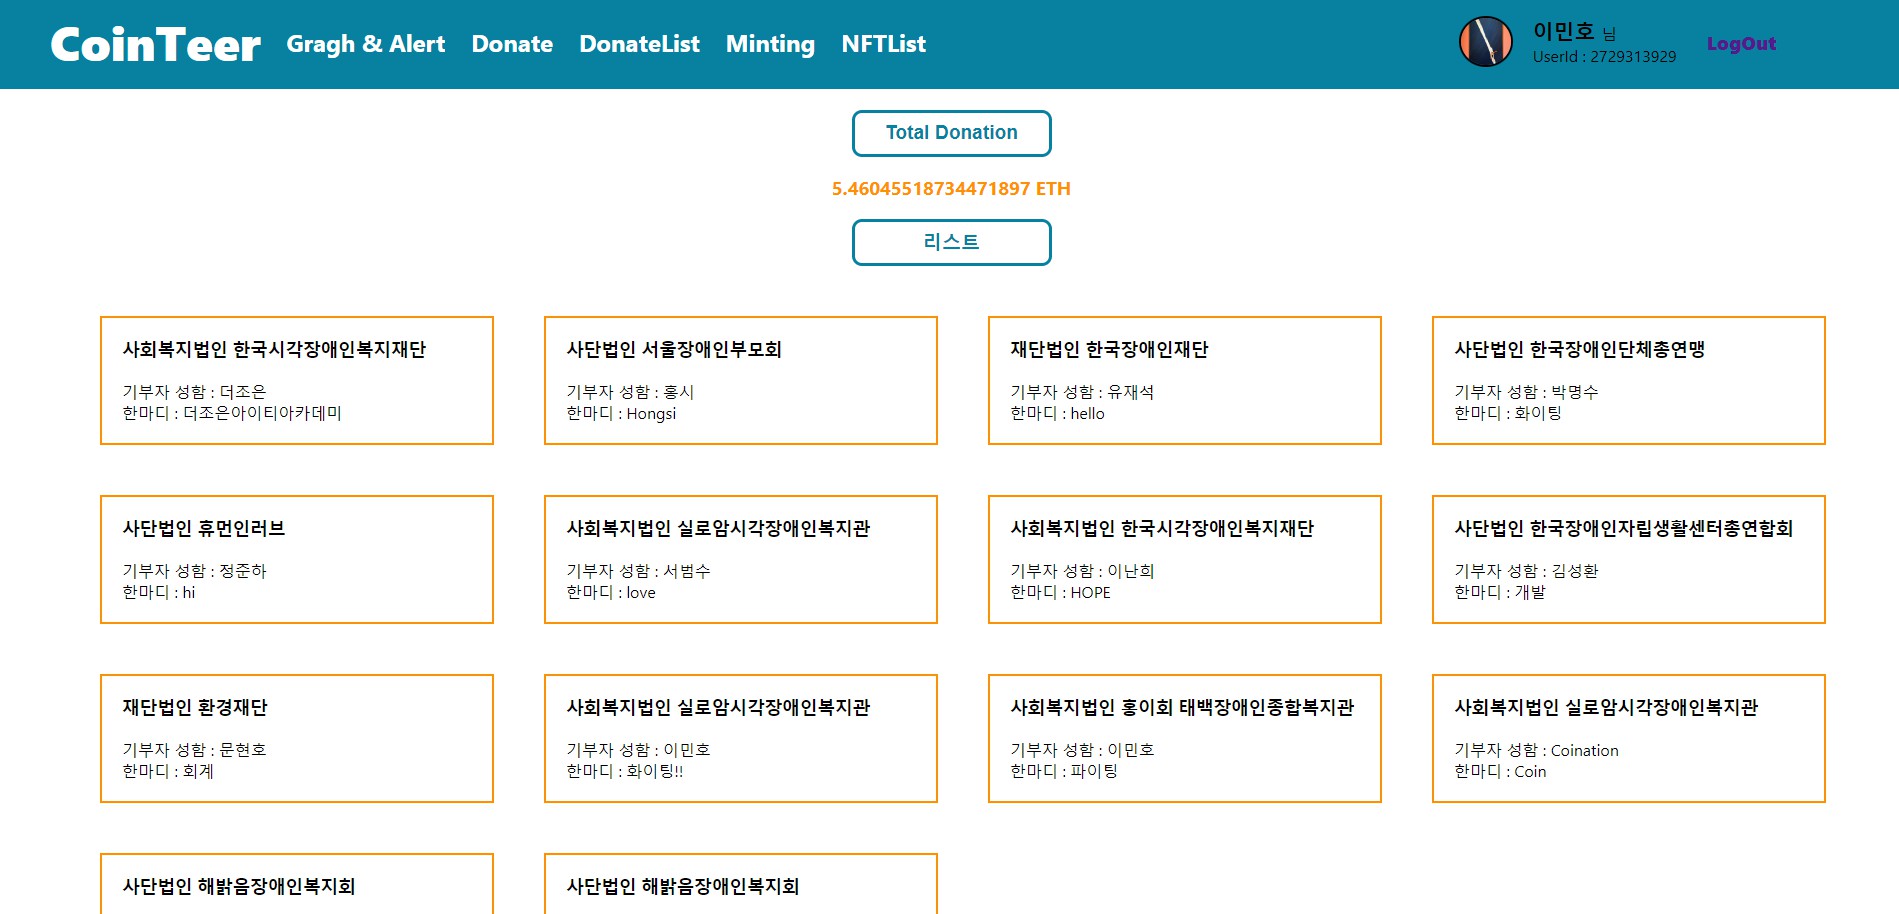 CoinTeer Gragh & Alert Donate DonateList Minting NFTList
이민호 님
UserId : 2729313929
LogOut
Total Donation
5.46045518734471897 ETH
리스트
사회복지법인 한국시각장애인복지재단
기부자 성함 : 더조은
한마디 : 더조은아이티아카데미
사단법인 서울장애인부모회
기부자 성함 : 홍시
한마디 : Hongsi
재단법인 한국장애인재단
기부자 성함 : 유재석
한마디 : hello
사단법인 한국장애인단체총연맹
기부자 성함 : 박명수
한마디 : 화이팅
사단법인 휴먼인러브
기부자 성함 : 정준하
한마디 : hi
사회복지법인 실로암시각장애인복지관
기부자 성함 : 서범수
한마디 : love
사회복지법인 한국시각장애인복지재단
기부자 성함 : 이난희
한마디 : HOPE
사단법인 한국장애인자립생활센터총연합회
기부자 성함 : 김성환
한마디 : 개발
재단법인 환경재단
기부자 성함 : 문현호
한마디 : 회계
사회복지법인 실로암시각장애인복지관
기부자 성함 : 이민호
한마디 : 화이팅!!
사회복지법인 홍이회 태백장애인종합복지관
기부자 성함 : 이민호
한마디 : 파이팅
사회복지법인 실로암시각장애인복지관
기부자 성함 : Coination
한마디 : Coin
사단법인 해밝음장애인복지회
사단법인 해밝음장애인복지회